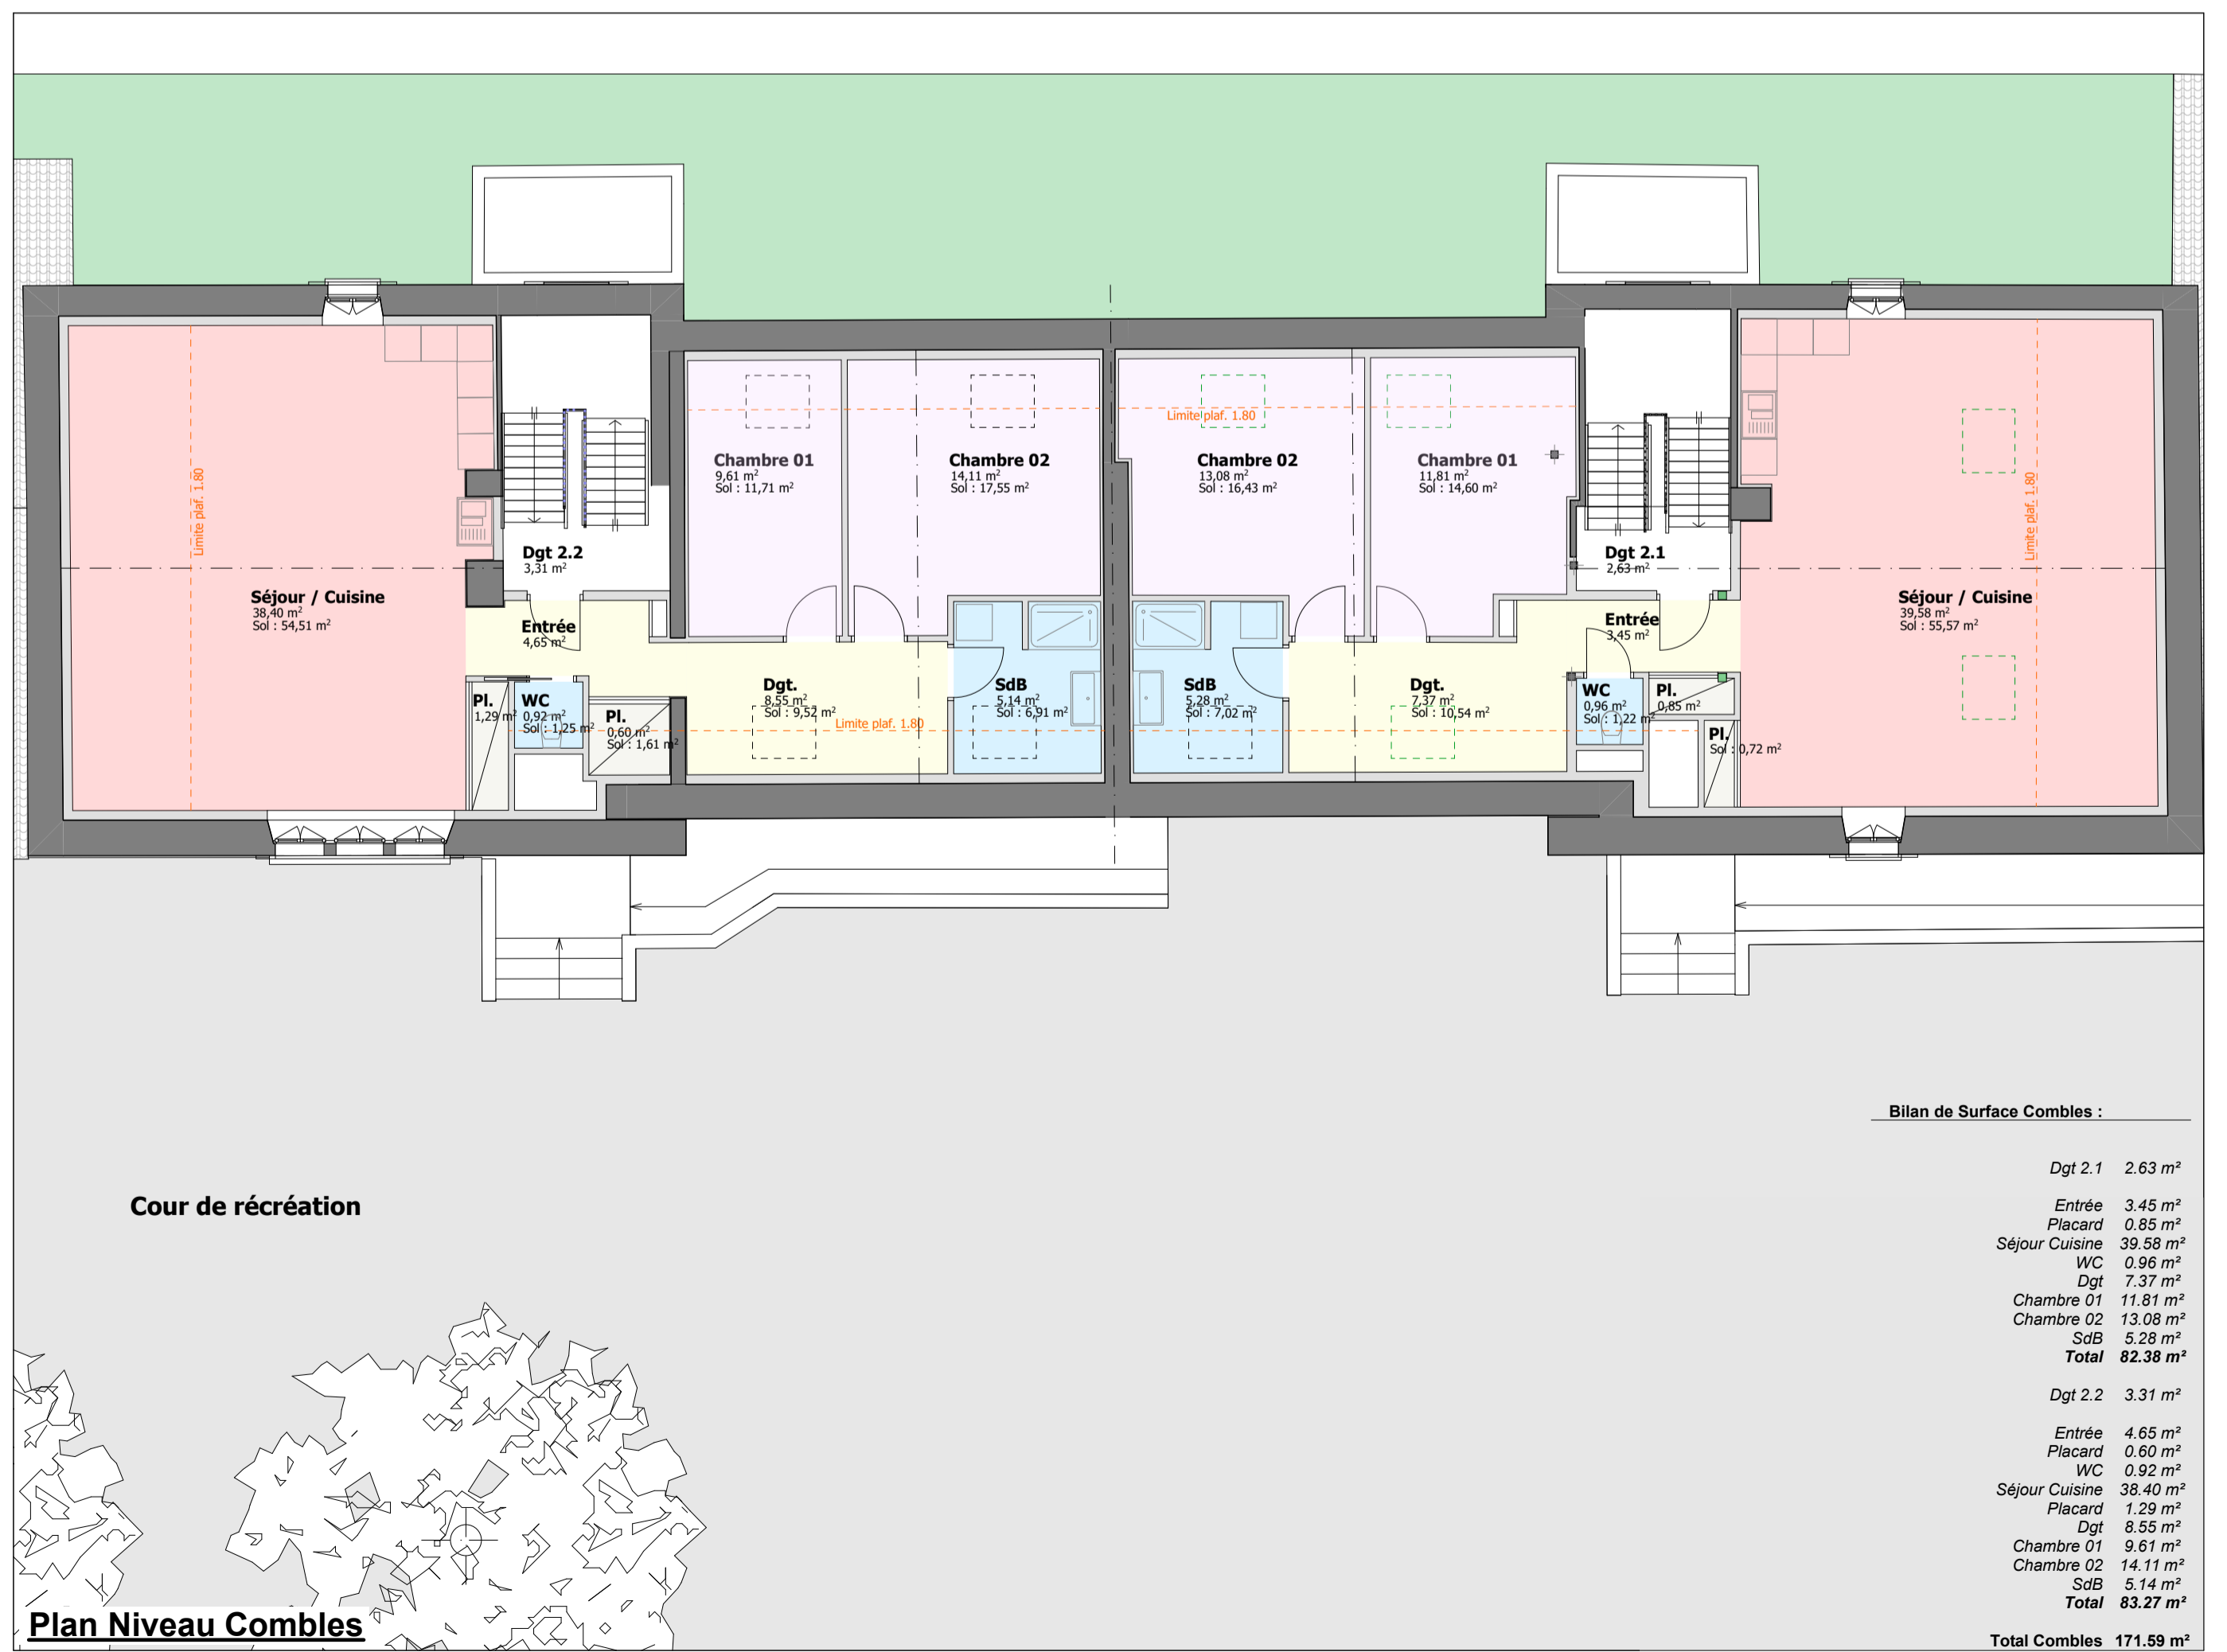 Limite plaf. 1.80
Chambre 01
9,61 m²
Sol : 11,71 m²
Chambre 02
14,11 m²
Sol : 17,55 m²
Limite plaf. 1.80
Chambre 02
13,08 m²
Sol : 16,43 m²
Chambre 01
11,81 m²
Sol : 14,60 m²
Limite plaf. 1.80
Dgt 2.2
3,31 m²
Dgt 2.1
2,63 m²
Séjour / Cuisine
38,40 m²
Sol : 54,51 m²
Entrée
4,65 m²
Entrée
3,45 m²
Séjour / Cuisine
39,58 m²
Sol : 55,57 m²
Pl.
1,29 m²
WC
0,92 m²
Sol : 1,25 m²
Pl.
0,60 m²
Sol : 1,61 m²
Dgt.
8,55 m²
Sol : 9,52 m²
Limite plaf. 1.80
SdB
5,14 m²
Sol : 6,91 m²
SdB
5,28 m²
Sol : 7,02 m²
Dgt.
7,37 m²
Sol : 10,54 m²
WC
0,96 m²
Sol : 1,22 m²
Pl.
0,85 m²
Pl.
Sol : 0,72 m²
Cour de récréation
Bilan de Surface Combles :
Dgt 2.1 2.63 m²
Entrée 3.45 m²
Placard 0.85 m²
Séjour Cuisine 39.58 m²
WC 0.96 m²
Dgt 7.37 m²
Chambre 01 11.81 m²
Chambre 02 13.08 m²
SdB 5.28 m²
Total 82.38 m²
Dgt 2.2 3.31 m²
Entrée 4.65 m²
Placard 0.60 m²
WC 0.92 m²
Séjour Cuisine 38.40 m²
Placard 1.29 m²
Dgt 8.55 m²
Chambre 01 9.61 m²
Chambre 02 14.11 m²
SdB 5.14 m²
Total 83.27 m²
Total Combles 171.59 m²
Plan Niveau Combles